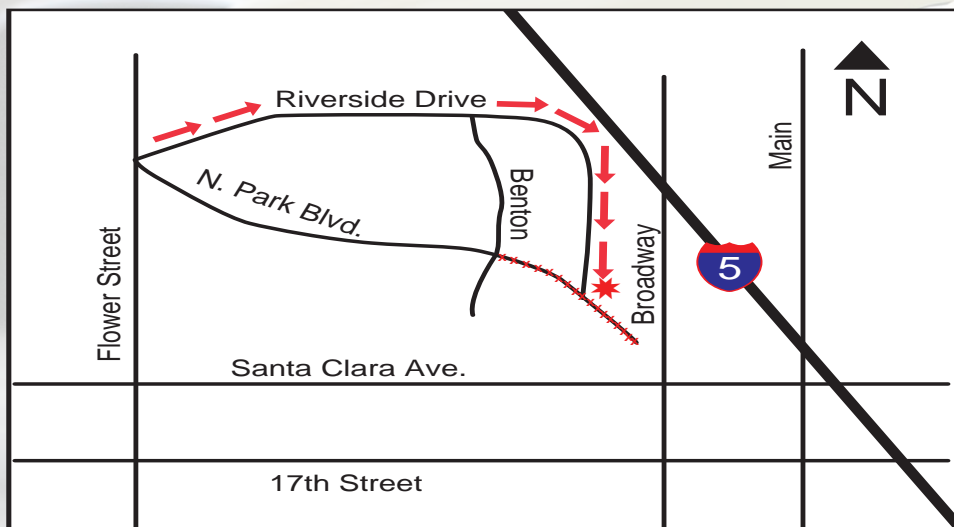 Riverside Drive
N
Main
N. Park Blvd.
Benton
Flower Street
Broadway
5
Santa Clara Ave.
17th Street